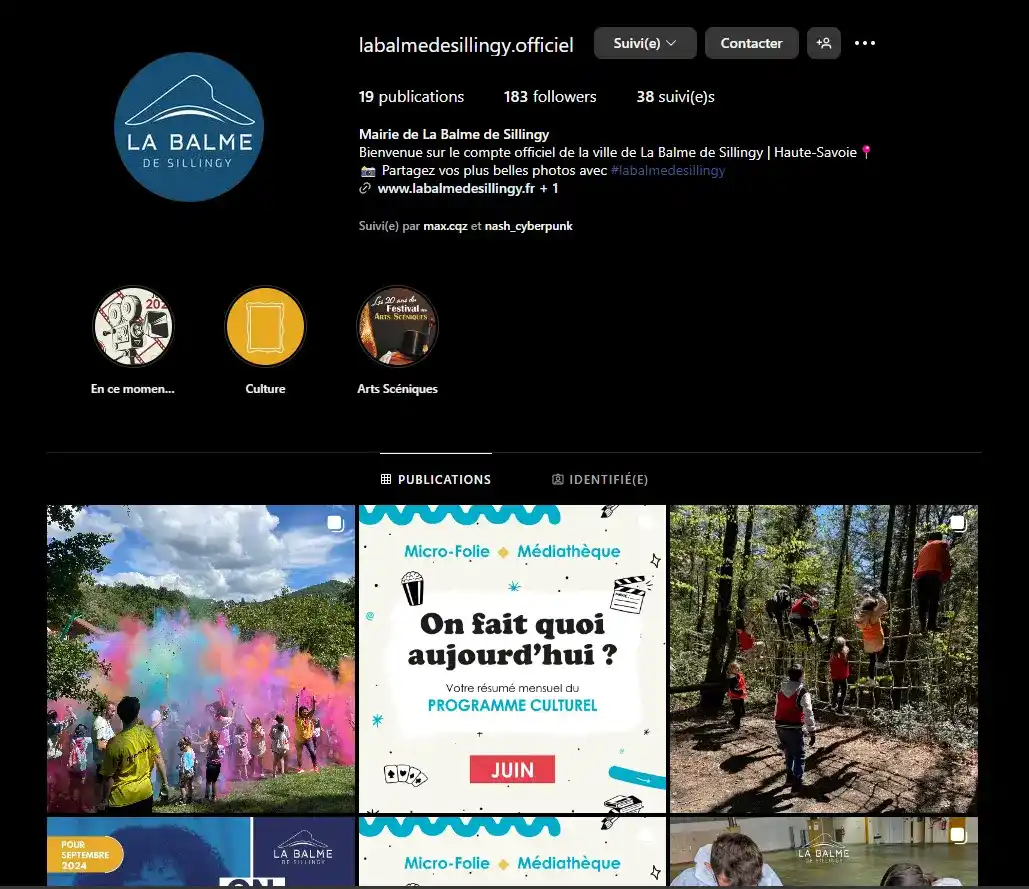 labalmedesillingy.officiel
Suivi(e)
Contacter
19 publications 183 followers 38 suivi(e)s
Mairie de La Balme de Sillingy
Bienvenue sur le compte officiel de la ville de La Balme de Sillingy | Haute-Savoie 📍
📸 Partagez vos plus belles photos avec #labalmedesillingy
www.labalmedesillingy.fr + 1
Suivi(e) par max.cqz et nash_cyberpunk
LA BALME
DE SILLINGY
202
Les 20 ans du
Festival des
ARTS SCÉNIQUES
En ce momen...
Culture
Arts Scéniques
PUBLICATIONS
IDENTIFIÉ(E)
Micro-Folie ◆ Médiathèque
On fait quoi
aujourd'hui ?
Votre résumé mensuel du
PROGRAMME CULTUREL
JUIN
POUR
SEPTEMBRE
2024
LA BALME
DE SILLINGY
ON
Micro-Folie ◆ Médiathèque
LA BALME
DE SILLINGY